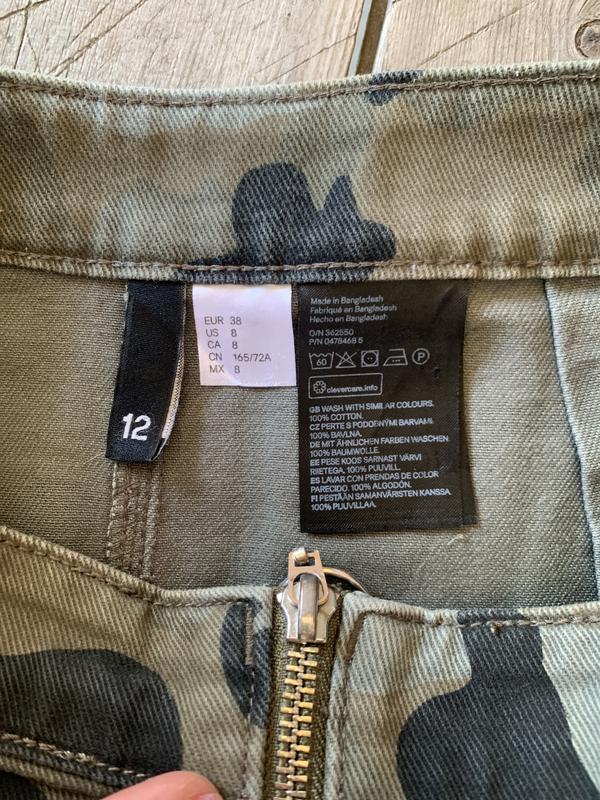 12
EUR 38
US 8
CA 8
CN 165/72A
MX 8
Made in Bangladesh
Fabriqué en Bangladesh
Hecho en Bangladesh
O/N 362550
P/N 0478468 5
60
P
clevercare.info
GB WASH WITH SIMILAR COLOURS.
100% COTTON.
CZ PERTE S PODOBNÝMI BARVAMI.
100% BAVLNA.
DE MIT ÄHNLICHEN FARBEN WASCHEN.
100% BAUMWOLLE.
EE PESE KOOS SARNAST VÄRVI
RIIETEGA. 100% PUUVILL.
ES LAVAR CON PRENDAS DE COLOR
PARECIDO. 100% ALGODÓN.
FI PESTÄÄN SAMANVÄRISTEN KANSSA.
100% PUUVILLAA.